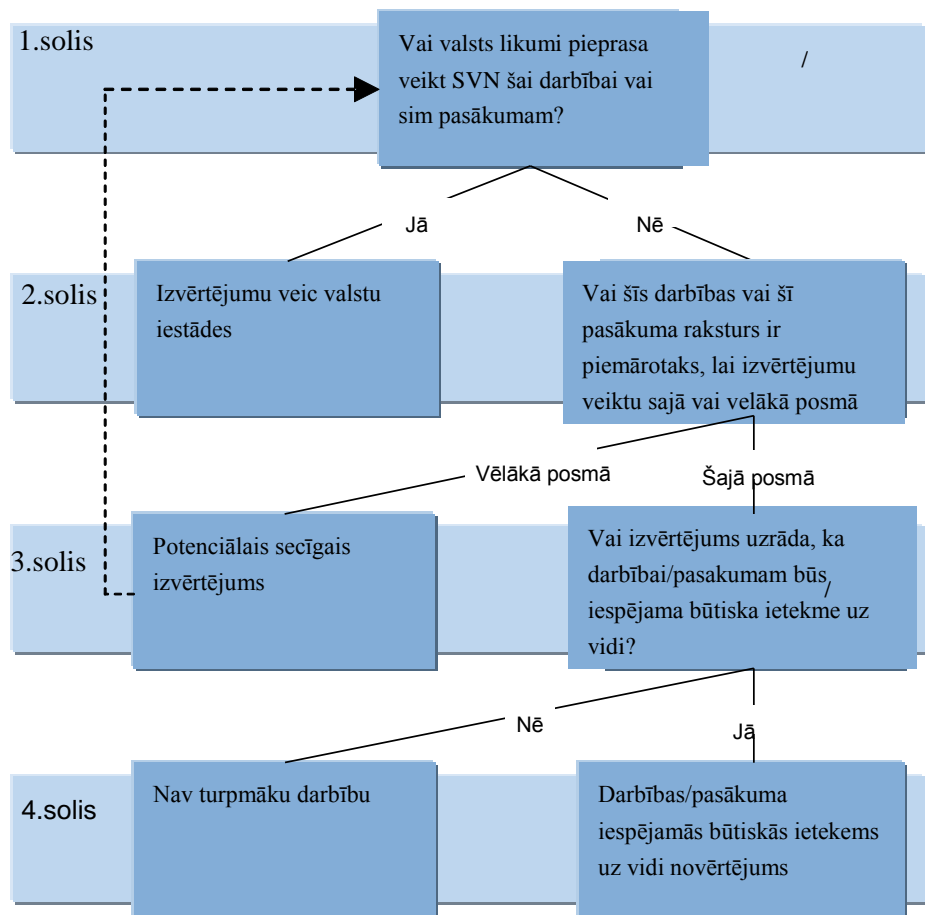 1.solis
Vai valsts likumi pieprasa
veikt SVN šai darbībai vai
sim pasākumam?
/
Jā
Nē
2.solis
Izvērtējumu veic valstu
iestādes
Vai šīs darbības vai šī
pasākuma raksturs ir
piemārotaks, lai izvērtējumu
veiktu sajā vai velākā posmā
Vēlākā posmā
Šajā posmā
3.solis
Potenciālais secīgais
izvērtējums
Vai izvērtējums uzrāda, ka
darbībai/pasakumam būs
/
iespējama būtiska ietekme uz
vidi?
Nē
Jā
4.solis
Nav turpmāku darbību
Darbības/pasākuma
iespējamās būtiskās ietekems
uz vidi novērtējums